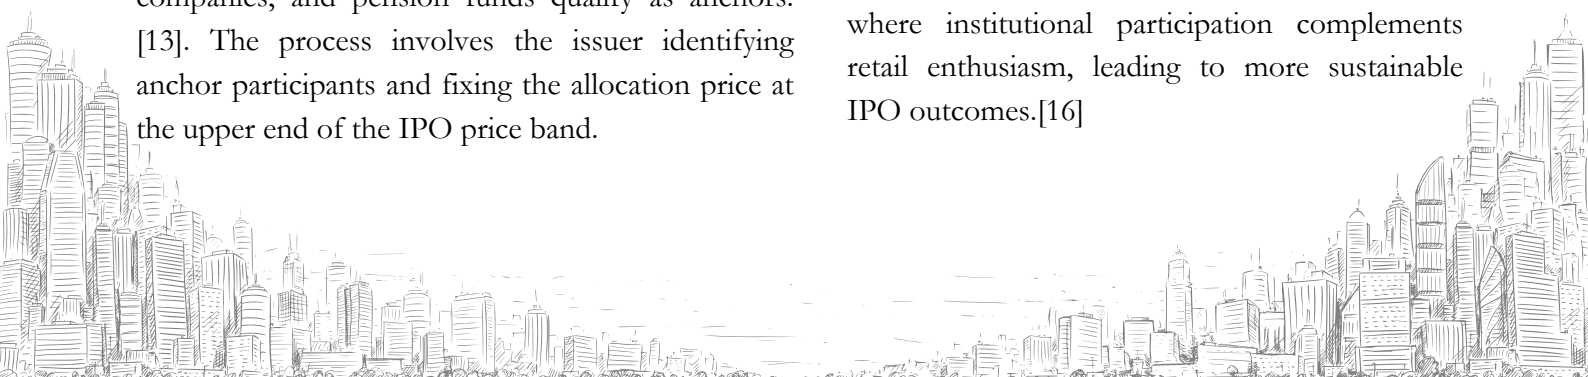 companies, and pension funds qualify as anchors.
[13]. The process involves the issuer identifying
anchor participants and fixing the allocation price at
the upper end of the IPO price band.
where institutional participation complements
retail enthusiasm, leading to more sustainable
IPO outcomes.[16]